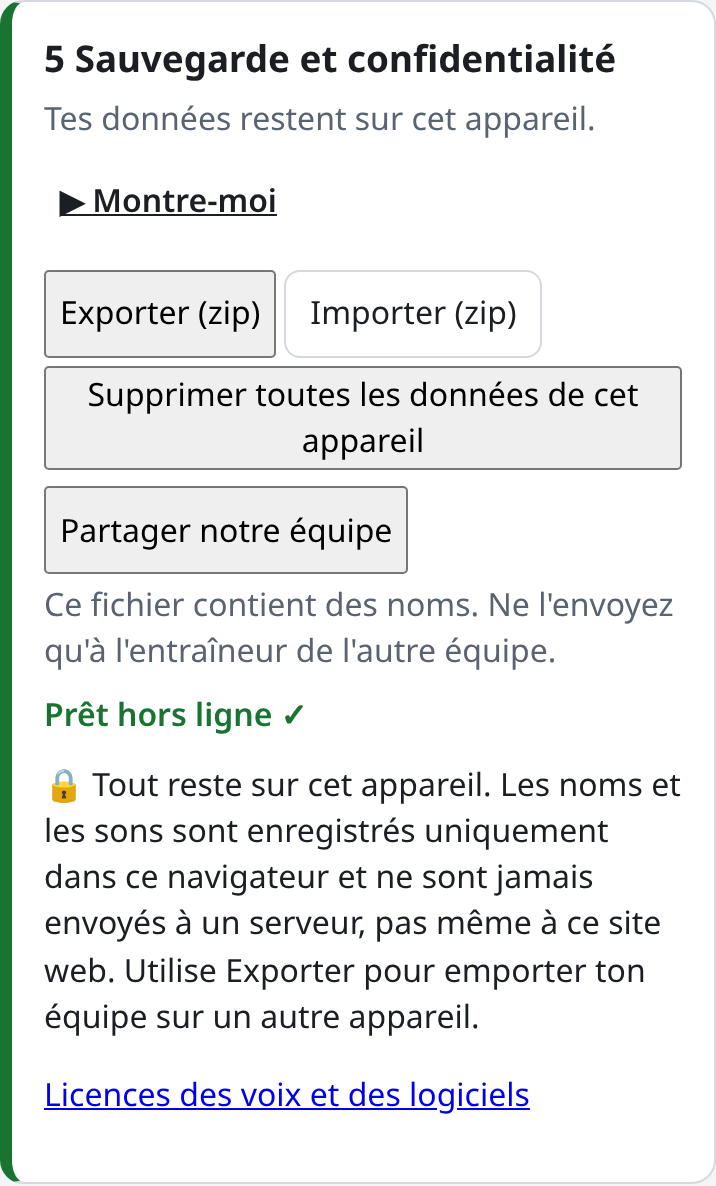 5 Sauvegarde et confidentialité
Tes données restent sur cet appareil.
▶ Montre-moi
Exporter (zip) Importer (zip)
Supprimer toutes les données de cet
appareil
Partager notre équipe
Ce fichier contient des noms. Ne l'envoyez
qu'à l'entraîneur de l'autre équipe.
Prêt hors ligne ✓
🔒 Tout reste sur cet appareil. Les noms et
les sons sont enregistrés uniquement
dans ce navigateur et ne sont jamais
envoyés à un serveur, pas même à ce site
web. Utilise Exporter pour emporter ton
équipe sur un autre appareil.
Licences des voix et des logiciels